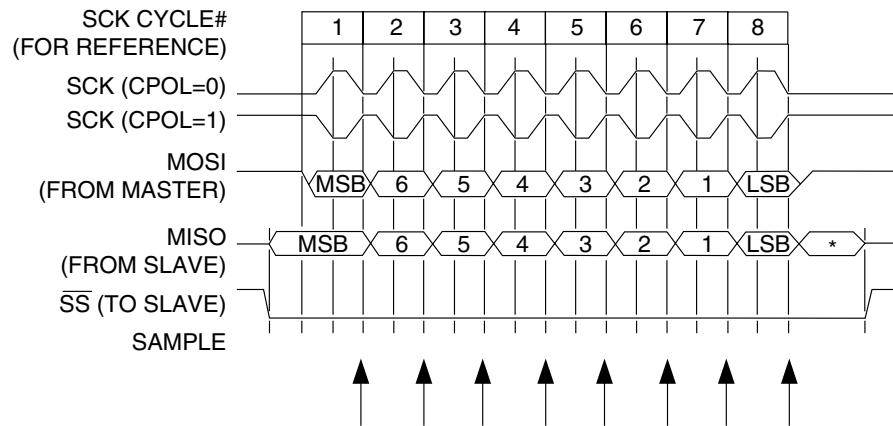 SCK CYCLE#
(FOR REFERENCE)
1 2 3 4 5 6 7 8
SCK (CPOL=0)
SCK (CPOL=1)
MOSI
(FROM MASTER)
MSB 6 5 4 3 2 1 LSB
MISO
(FROM SLAVE)
MSB 6 5 4 3 2 1 LSB *
SS (TO SLAVE)
SAMPLE